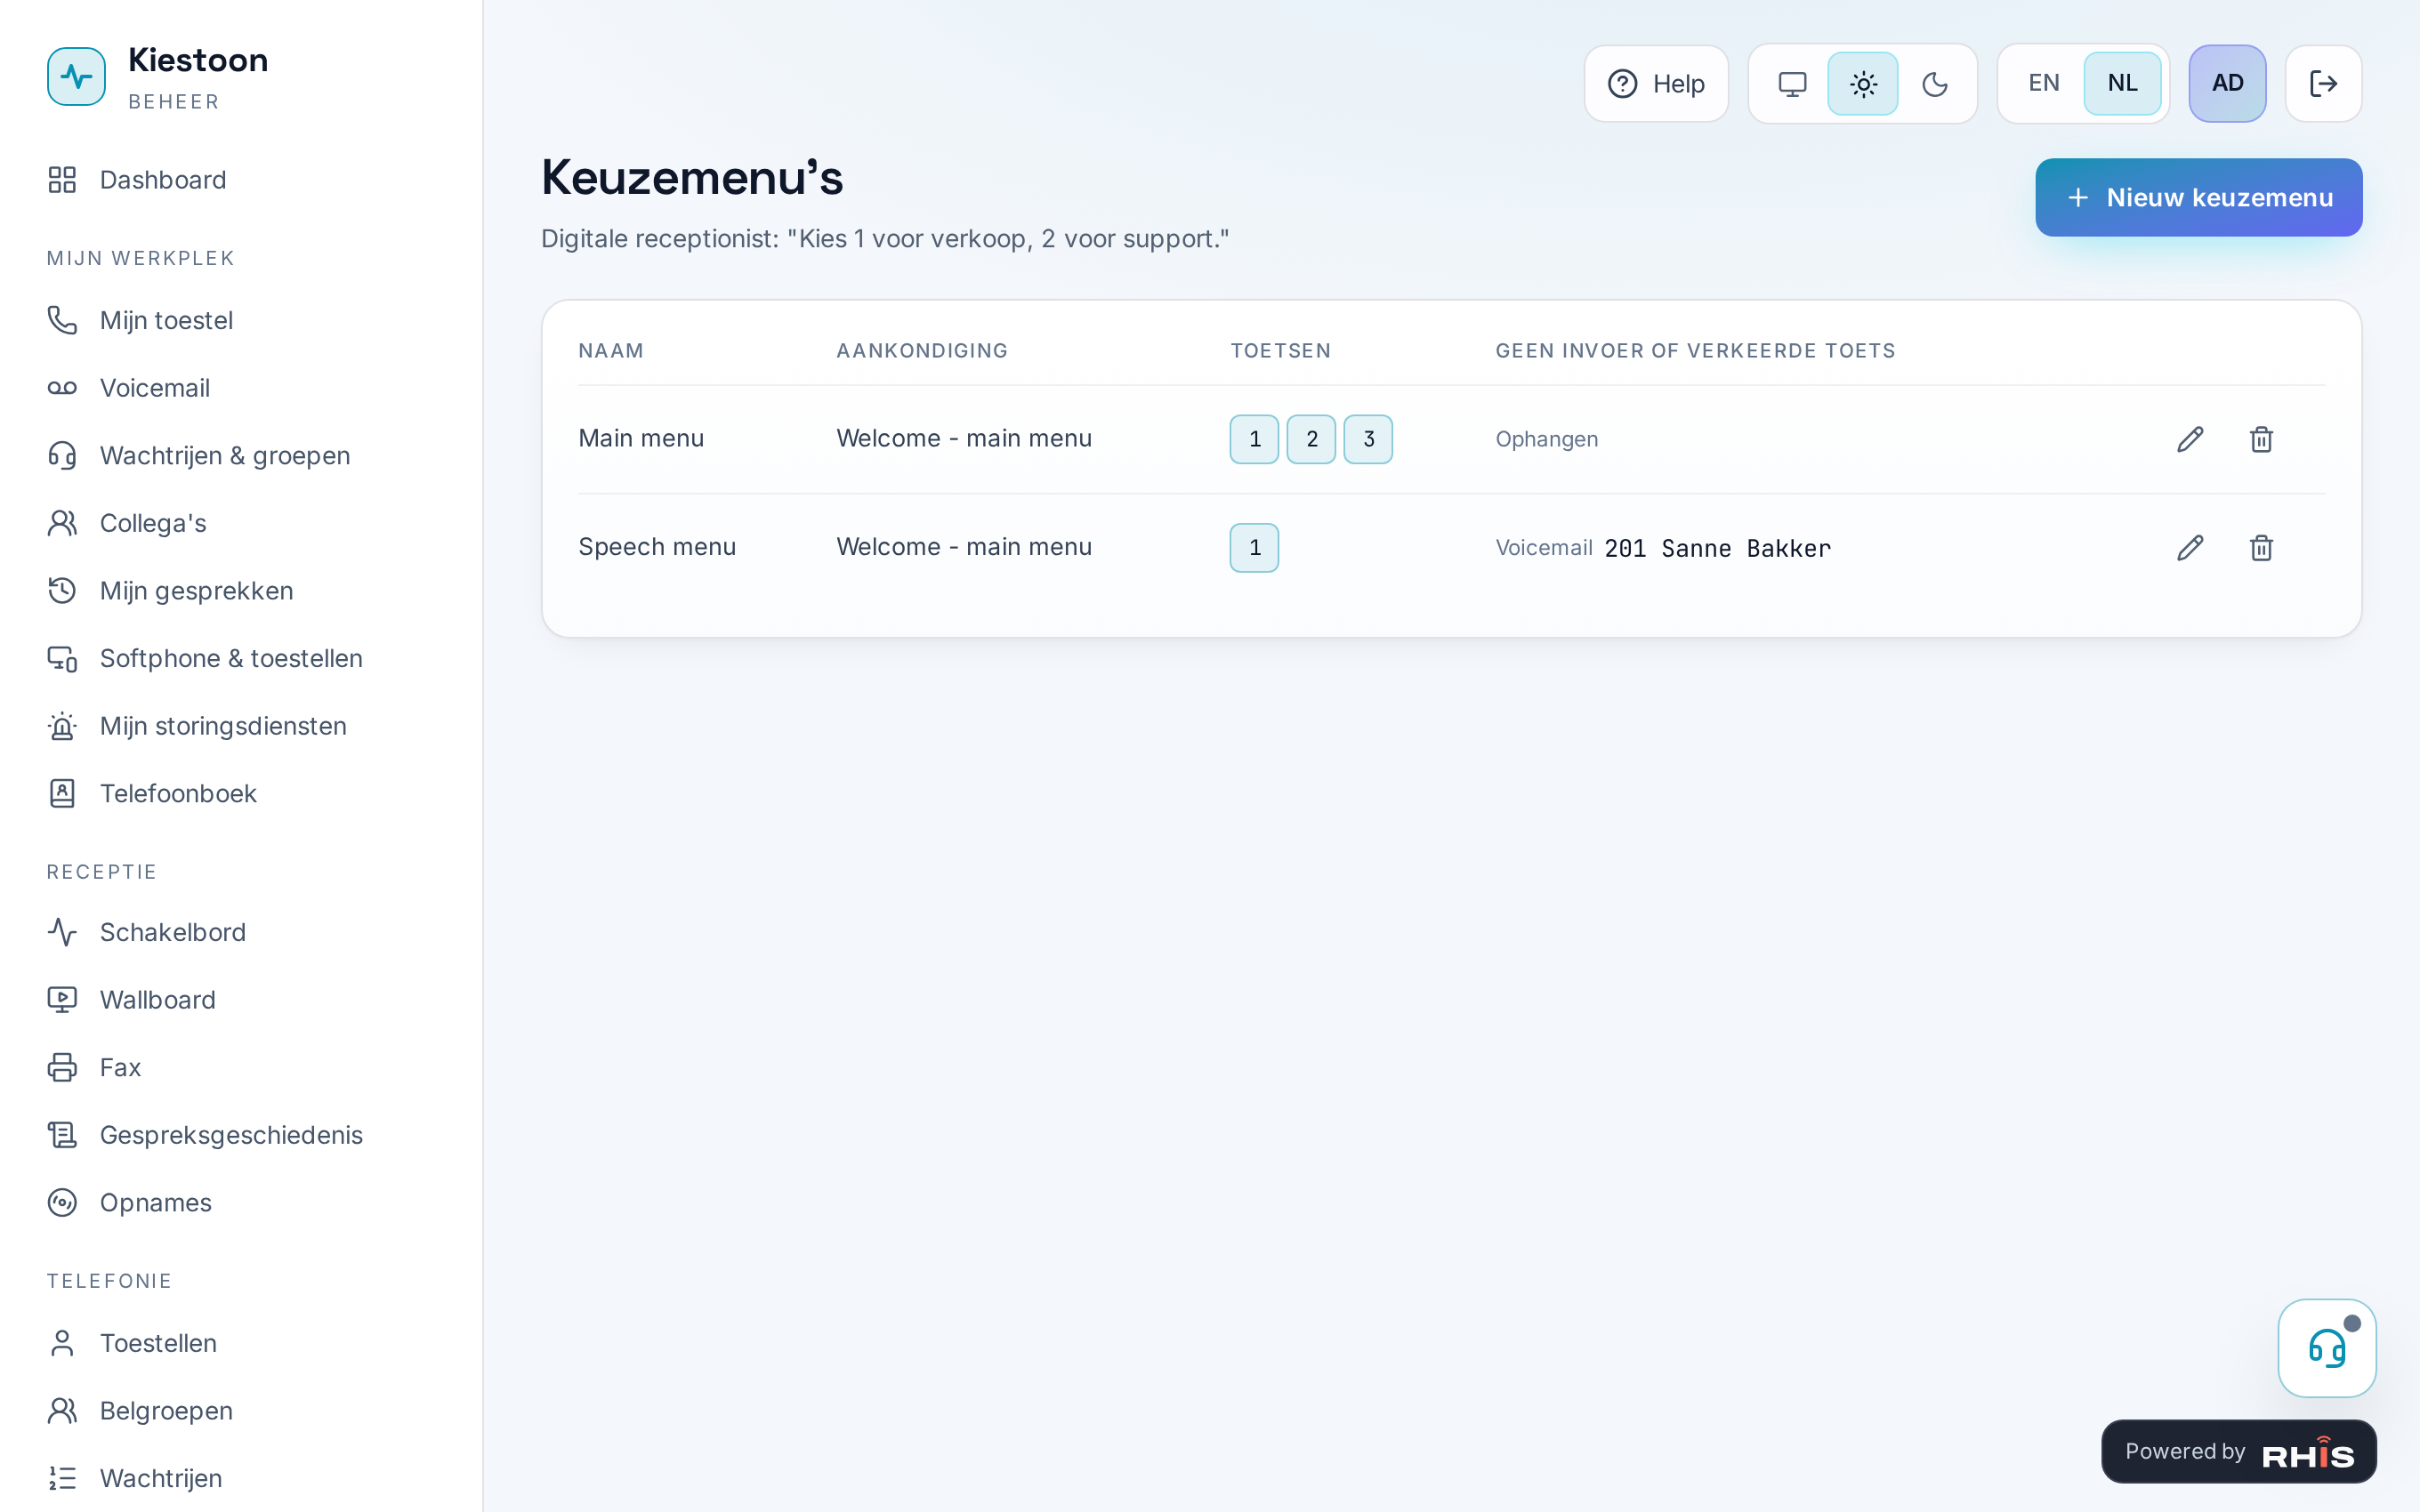 Kiestoon
BEHEER
Dashboard
MIJN WERKPLEK
Mijn toestel
Voicemail
Wachtrijen & groepen
Collega's
Mijn gesprekken
Softphone & toestellen
Mijn storingsdiensten
Telefoonboek
RECEPTIE
Schakelbord
Wallboard
Fax
Gespreksgeschiedenis
Opnames
TELEFONIE
Toestellen
Belgroepen
Wachtrijen
Help
EN NL
AD
Keuzemenu’s
Digitale receptionist: "Kies 1 voor verkoop, 2 voor support."
Nieuw keuzemenu
NAAM AANKONDIGING TOETSEN GEEN INVOER OF VERKEERDE TOETS
Main menu Welcome - main menu 1 2 3 Ophangen
Speech menu Welcome - main menu 1 Voicemail 201 Sanne Bakker
Powered by RHIS